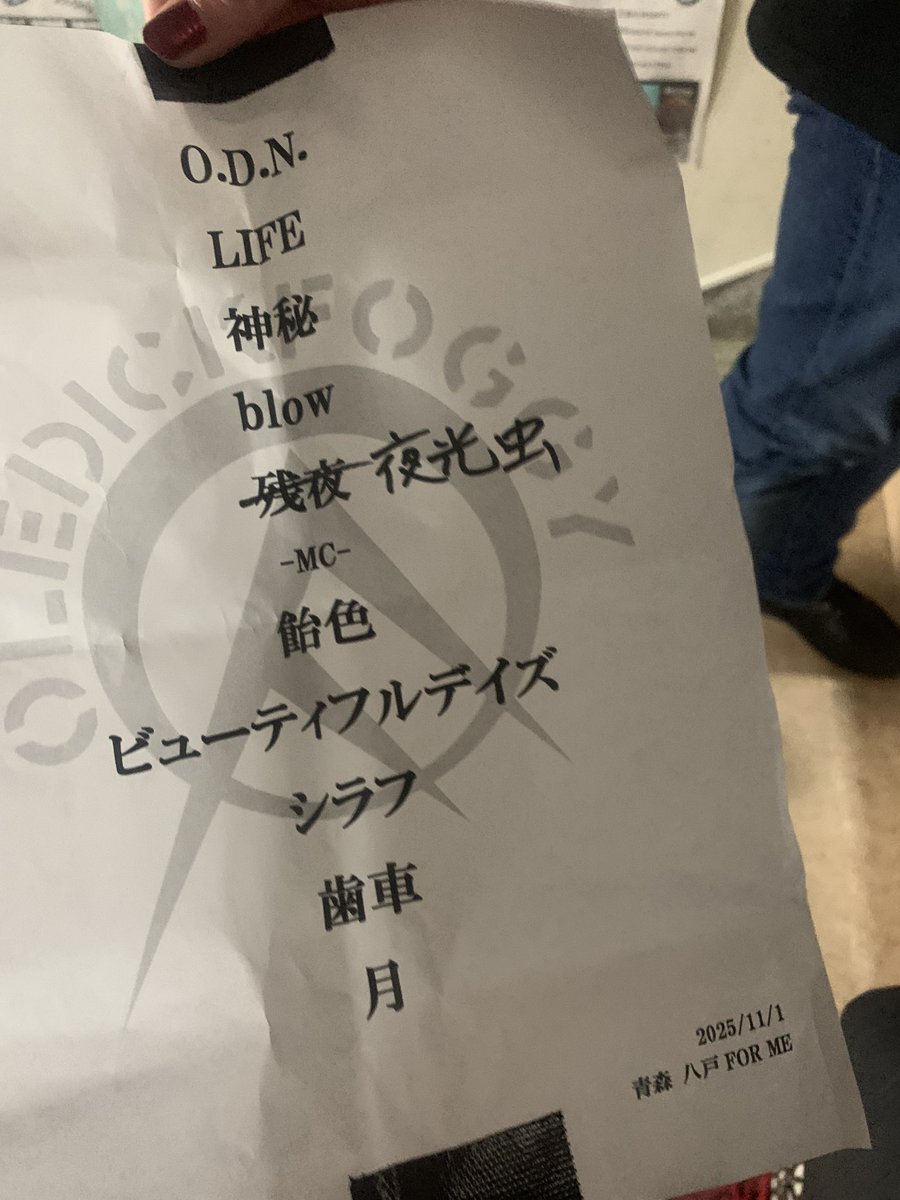 O.D.N.
LIFE
神秘
blow
残夜 夜光虫
-MC-
飴色
ビューティフルデイズ
シラフ
歯車
月
2025/11/1
青森 八戸 FOR ME